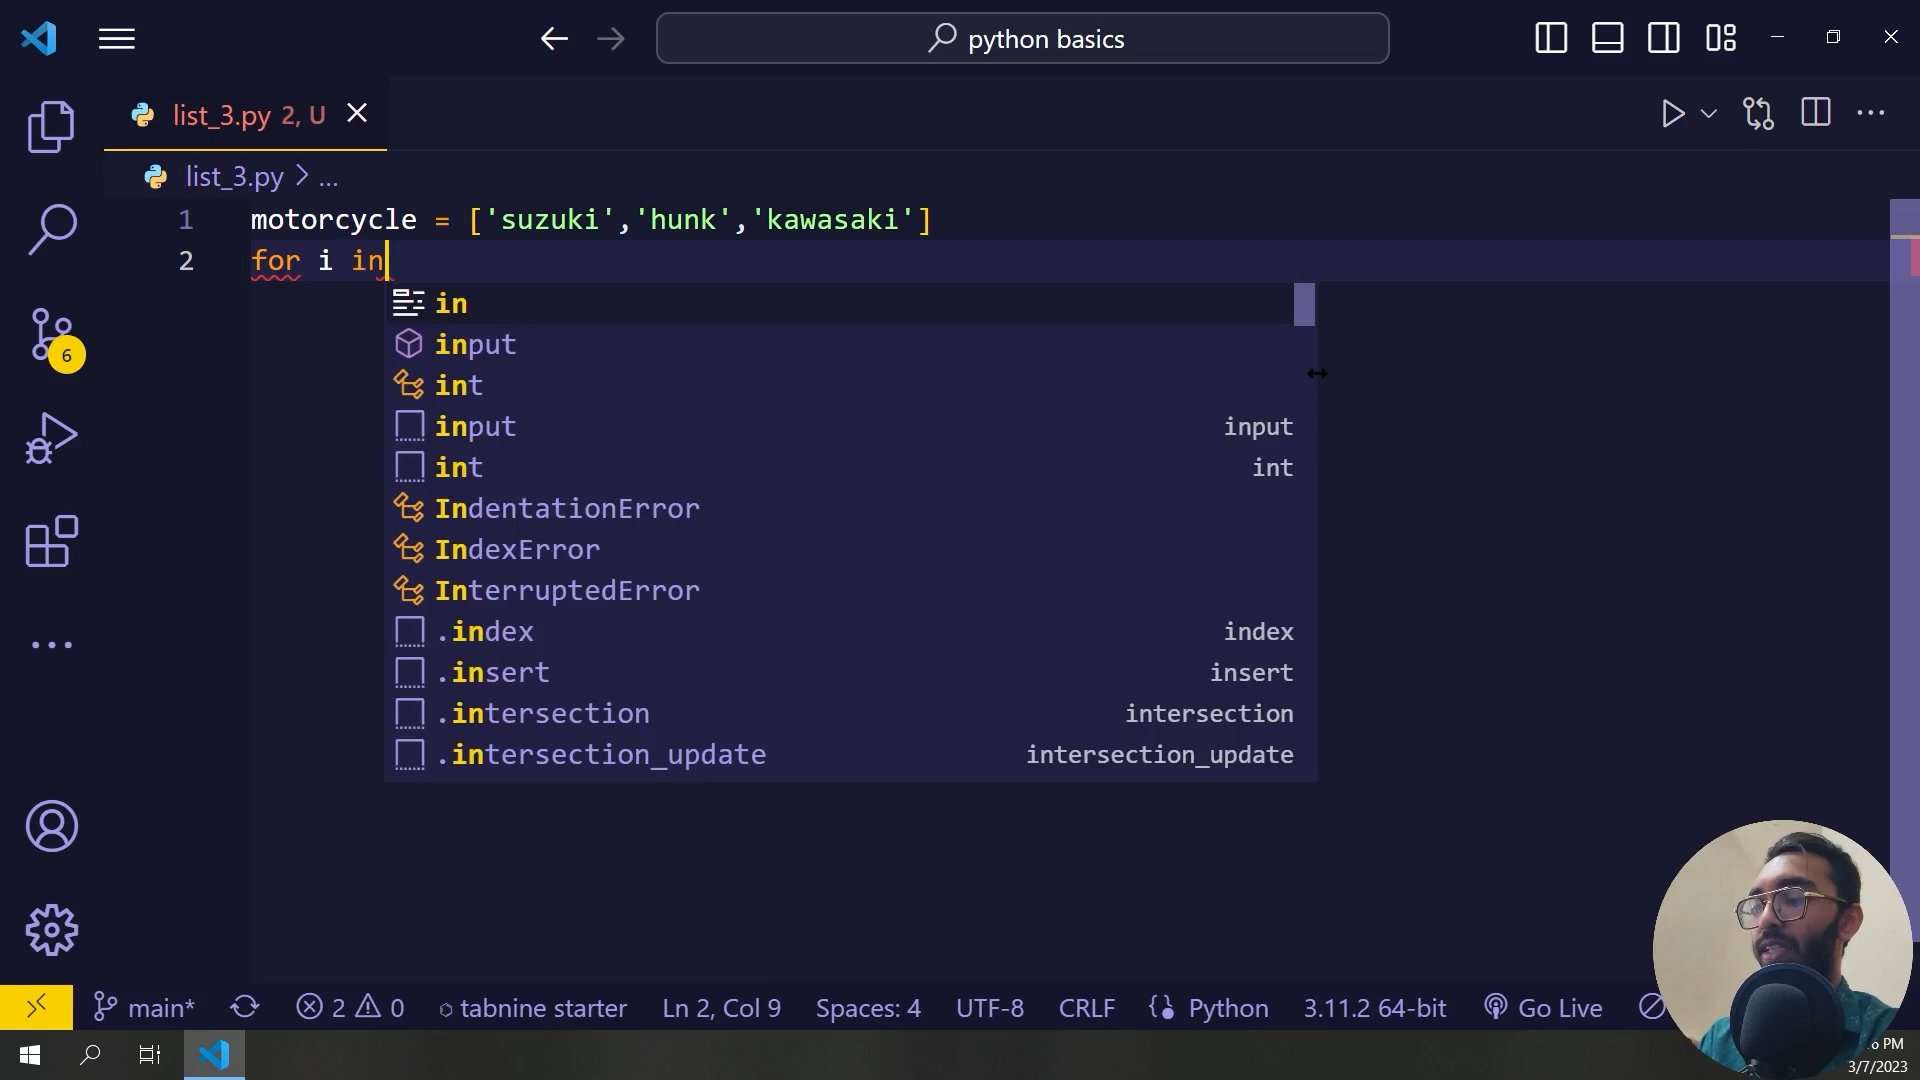 python basics
list_3.py 2, U
list_3.py > ...
1 motorcycle = ['suzuki','hunk','kawasaki']
2 for i in
in
input
int
input input
int int
IndentationError
IndexError
InterruptedError
.index index
.insert insert
.intersection intersection
.intersection_update intersection_update
6
main* 2 0 tabnine starter Ln 2, Col 9 Spaces: 4 UTF-8 CRLF Python 3.11.2 64-bit Go Live
PM
3/7/2023